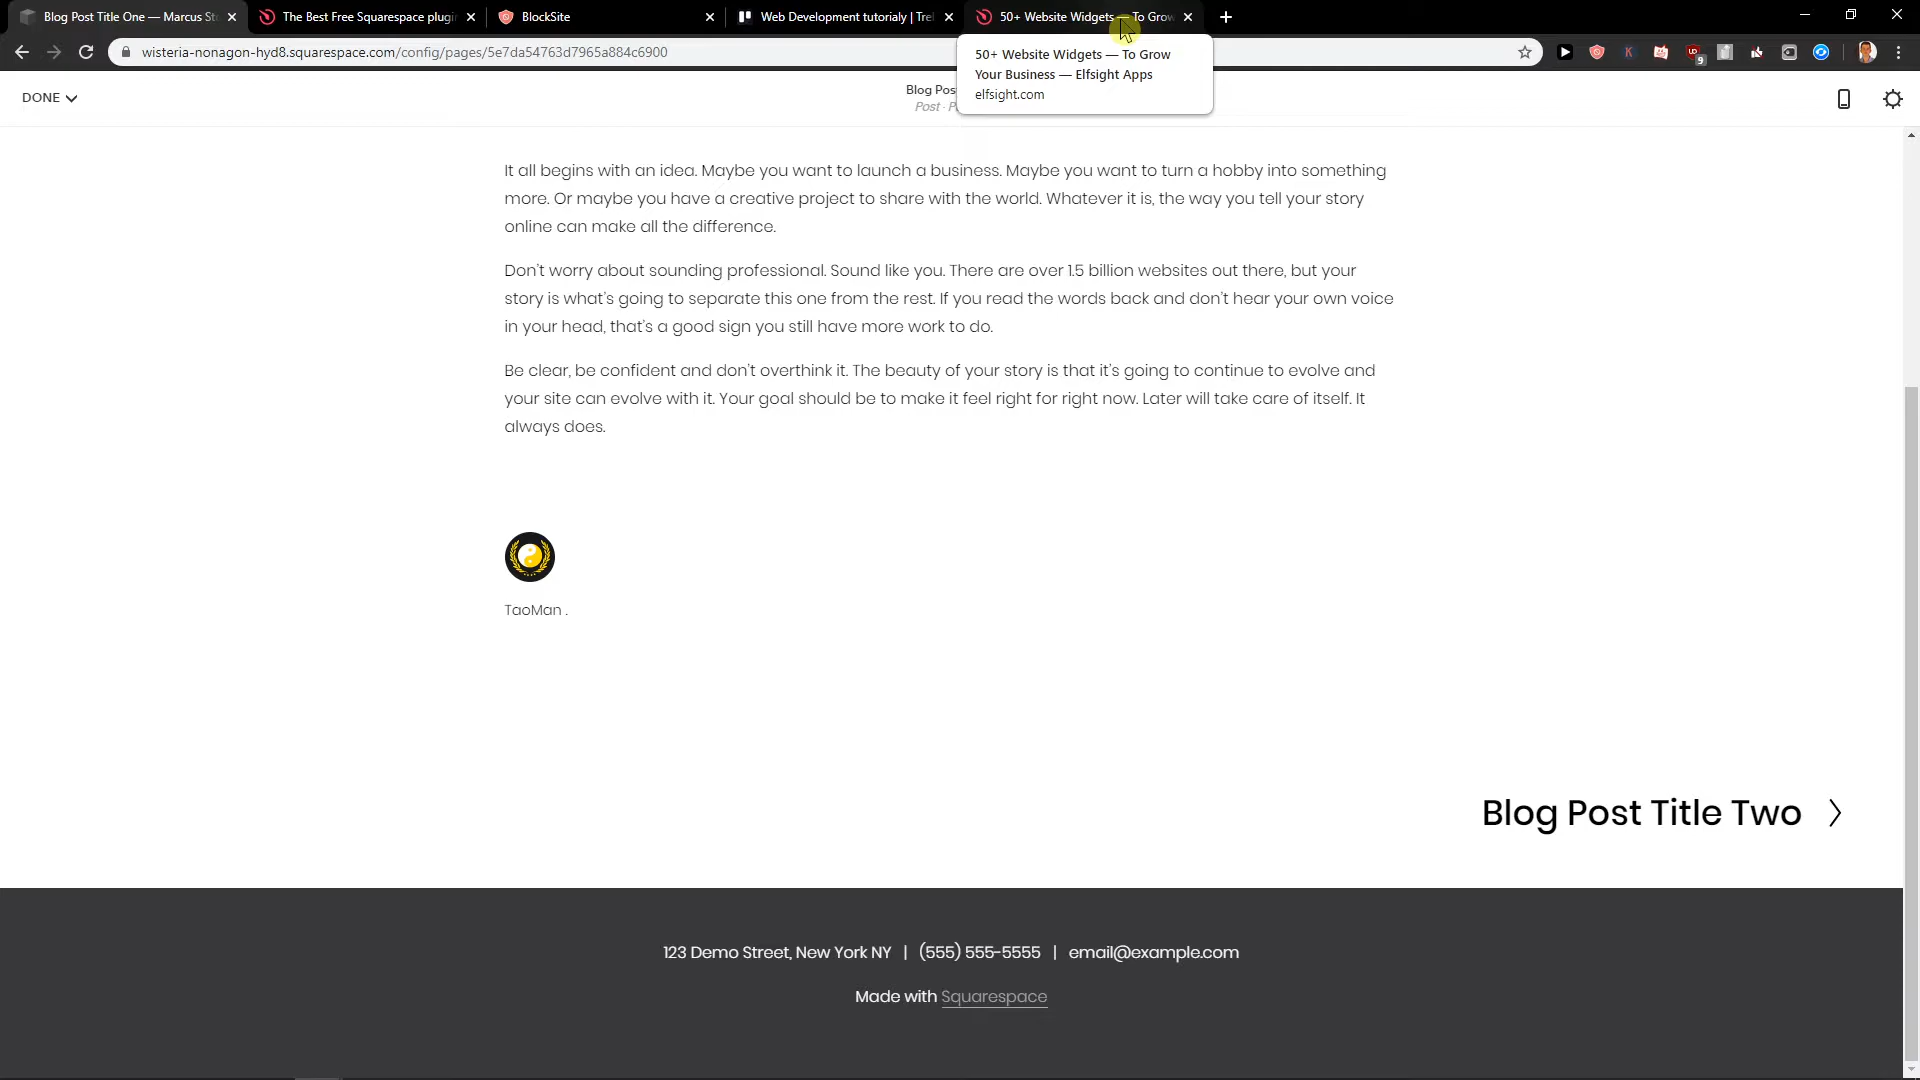 Blog Post Title One — Marcus St
The Best Free Squarespace plugin
BlockSite
Web Development tutorialy | Trel
50+ Website Widgets — To Grow
wisteria-nonagon-hyd8.squarespace.com/config/pages/5e7da54763d7965a884c6900
9
50+ Website Widgets — To Grow
Your Business — Elfsight Apps
elfsight.com
DONE
Blog Pos
Post · P
It all begins with an idea. Maybe you want to launch a business. Maybe you want to turn a hobby into something
more. Or maybe you have a creative project to share with the world. Whatever it is, the way you tell your story
online can make all the difference.
Don't worry about sounding professional. Sound like you. There are over 1.5 billion websites out there, but your
story is what's going to separate this one from the rest. If you read the words back and don't hear your own voice
in your head, that's a good sign you still have more work to do.
Be clear, be confident and don't overthink it. The beauty of your story is that it's going to continue to evolve and
your site can evolve with it. Your goal should be to make it feel right for right now. Later will take care of itself. It
always does.
TaoMan .
Blog Post Title Two
123 Demo Street, New York NY | (555) 555-5555 | email@example.com
Made with Squarespace